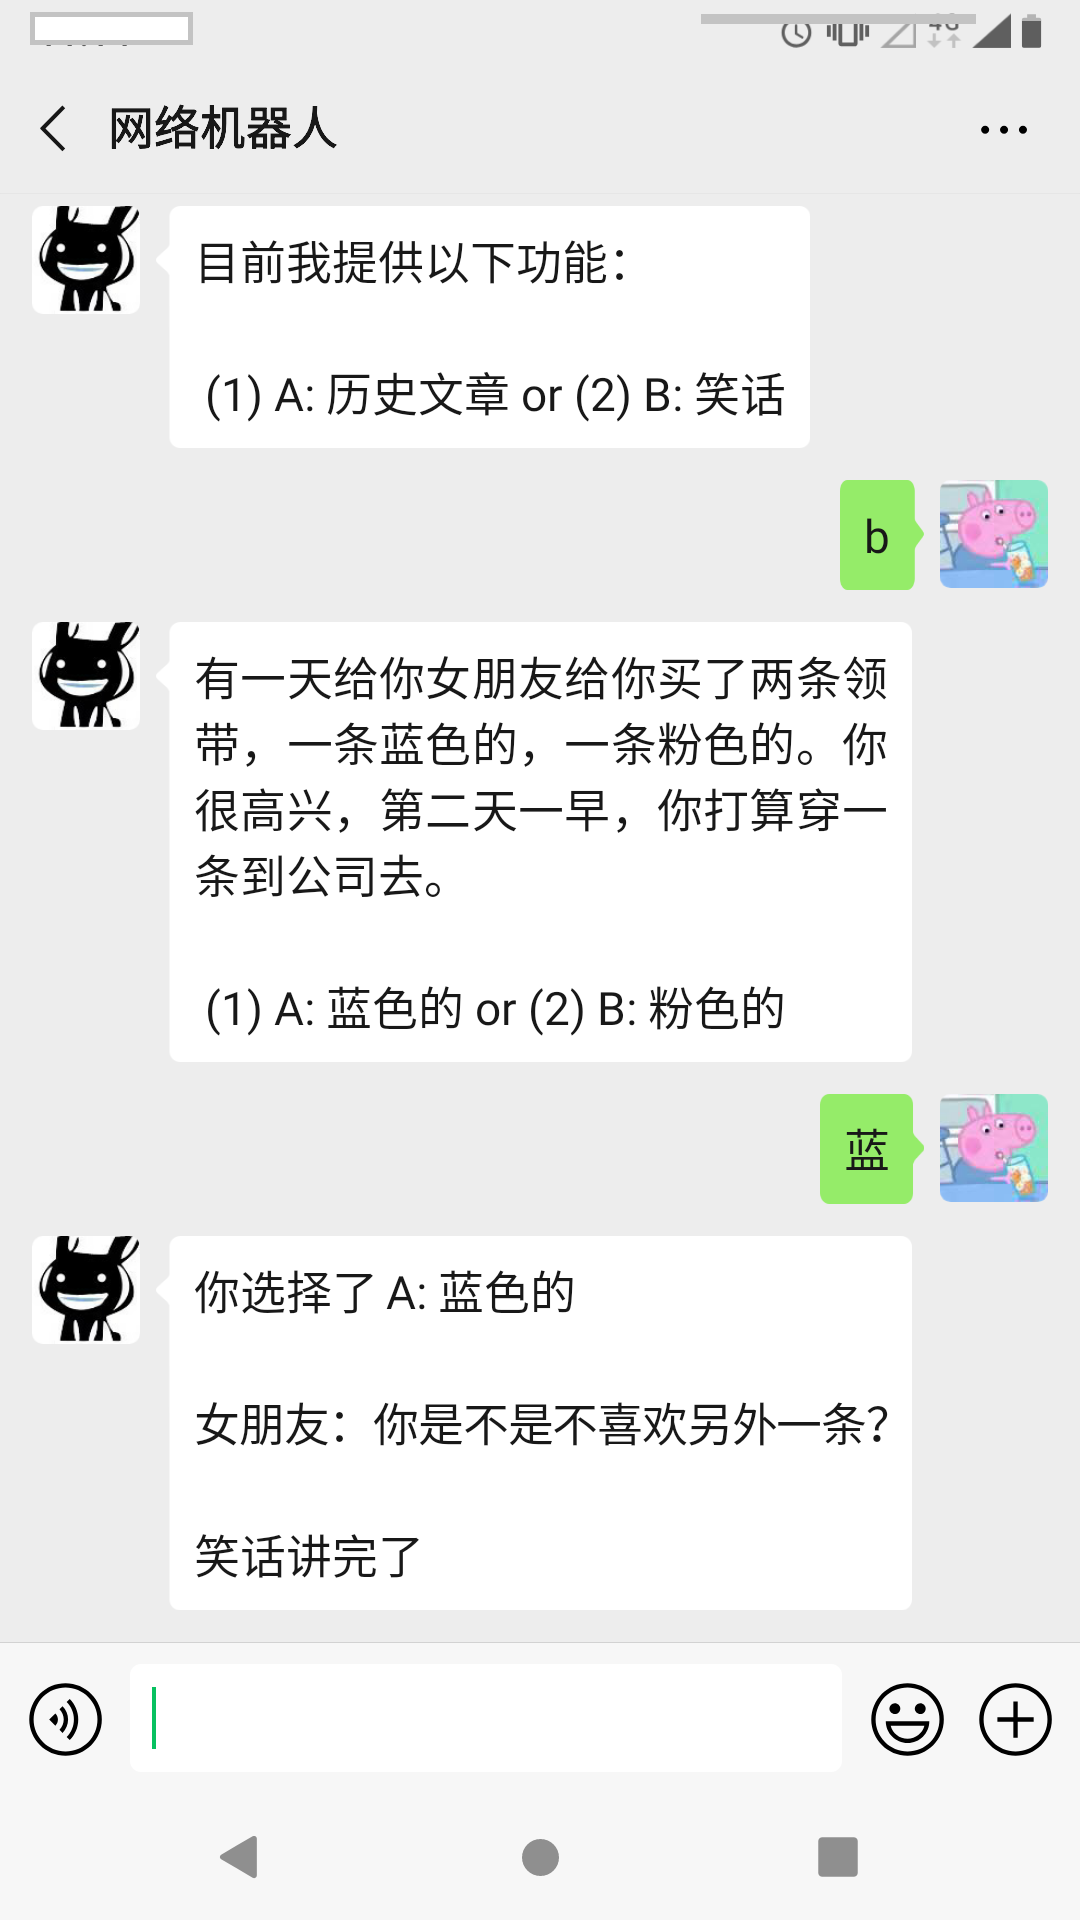 网络机器人
目前我提供以下功能：
(1) A: 历史文章 or (2) B: 笑话
b
有一天给你女朋友给你买了两条领
带，一条蓝色的，一条粉色的。你
很高兴，第二天一早，你打算穿一
条到公司去。
(1) A: 蓝色的 or (2) B: 粉色的
蓝
你选择了 A: 蓝色的
女朋友：你是不是不喜欢另外一条？
笑话讲完了